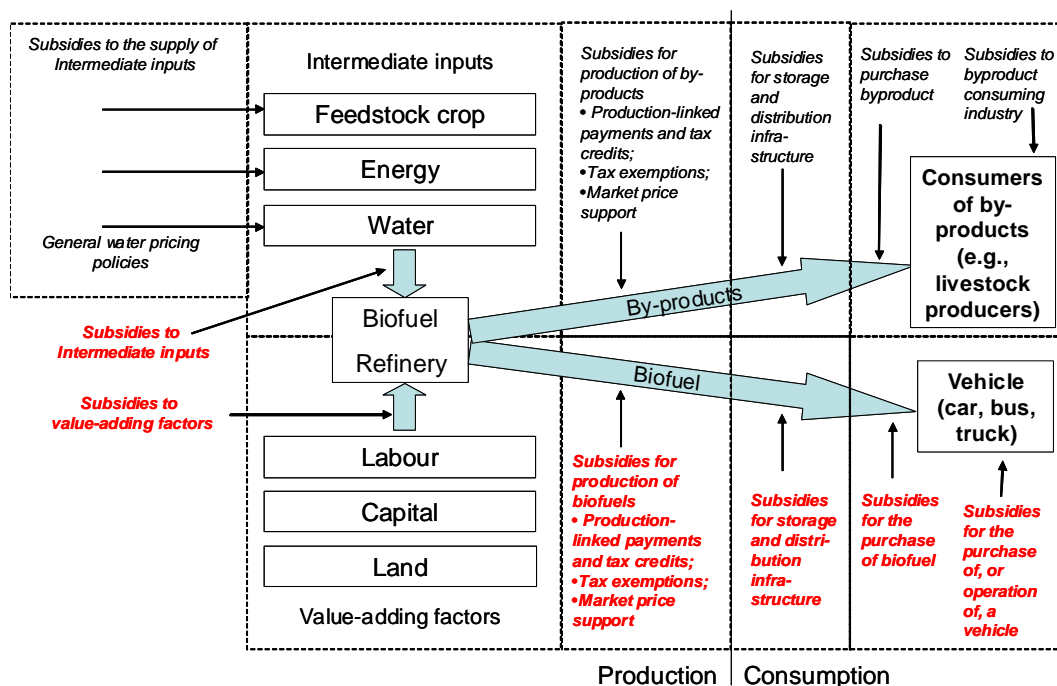 Subsidies to the supply of
Intermediate inputs
General water pricing
policies
Intermediate inputs
Feedstock crop
Energy
Water
Subsidies for
production of by-
products
• Production-linked
payments and tax
credits;
•Tax exemptions;
•Market price
support
Subsidies
for storage
and
distribution
infra-
structure
Subsidies to
purchase
byproduct
Subsidies to
byproduct
consuming
industry
Consumers
of by-
products
(e.g.,
livestock
producers)
By-products
Biofuel
Refinery
Subsidies to
Intermediate inputs
Subsidies to
value-adding factors
Biofuel
Vehicle
(car, bus,
truck)
Labour
Capital
Land
Value-adding factors
Subsidies for
production of
biofuels
• Production-
linked payments
and tax credits;
•Tax exemptions;
•Market price
support
Subsidies
for storage
and distri-
bution
infra-
structure
Subsidies
for the
purchase
of biofuel
Subsidies
for the
purchase
of, or
operation
of, a
vehicle
Production
Consumption